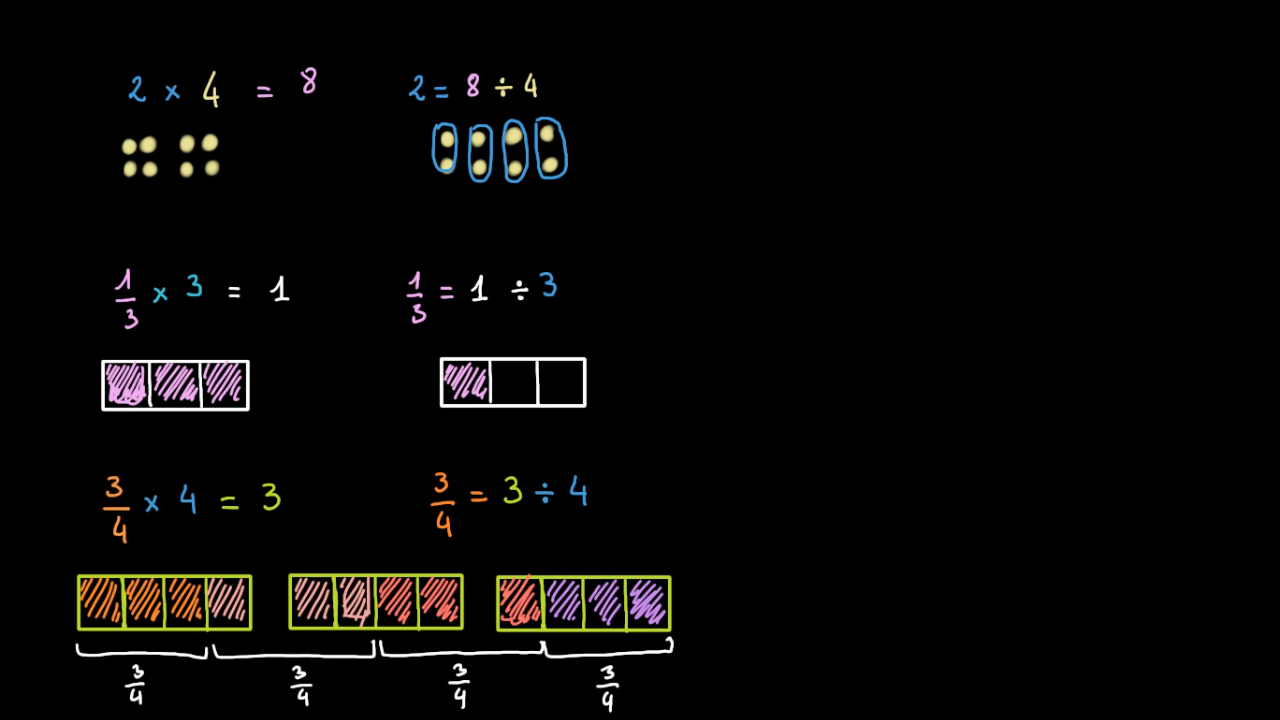 2 × 4 = 8
2 = 8 ÷ 4
1/3 × 3 = 1
1/3 = 1 ÷ 3
3/4 × 4 = 3
3/4 = 3 ÷ 4
3/4 3/4 3/4 3/4